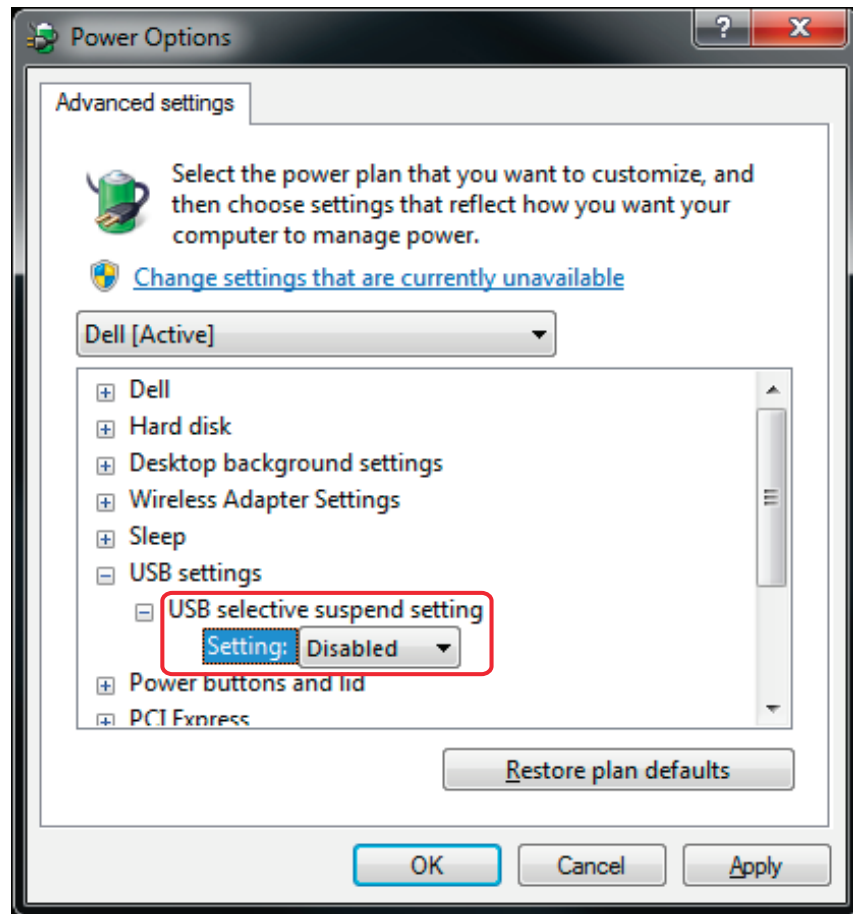 Power Options
?
X
Advanced settings
Select the power plan that you want to customize, and
then choose settings that reflect how you want your
computer to manage power.
Change settings that are currently unavailable
Dell [Active]
Dell
Hard disk
Desktop background settings
Wireless Adapter Settings
Sleep
USB settings
USB selective suspend setting
Setting: Disabled
Power buttons and lid
PCI Express
Restore plan defaults
OK Cancel Apply